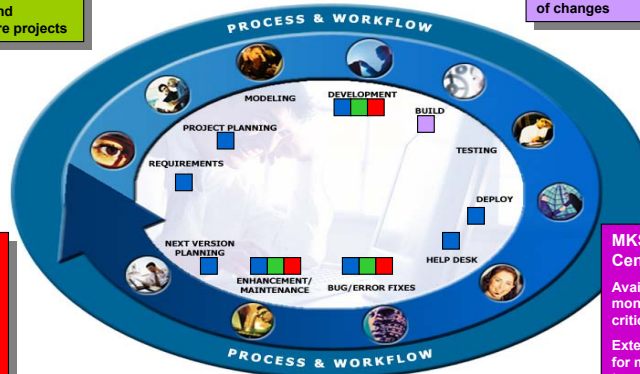 nd
re projects
of changes
PROCESS & WORKFLOW
MODELING
DEVELOPMENT
BUILD
PROJECT PLANNING
TESTING
REQUIREMENTS
DEPLOY
NEXT VERSION
PLANNING
HELP DESK
ENHANCEMENT/
MAINTENANCE
BUG/ERROR FIXES
PROCESS & WORKFLOW
MKS
Cen
Avai
mon
critic
Exte
for n